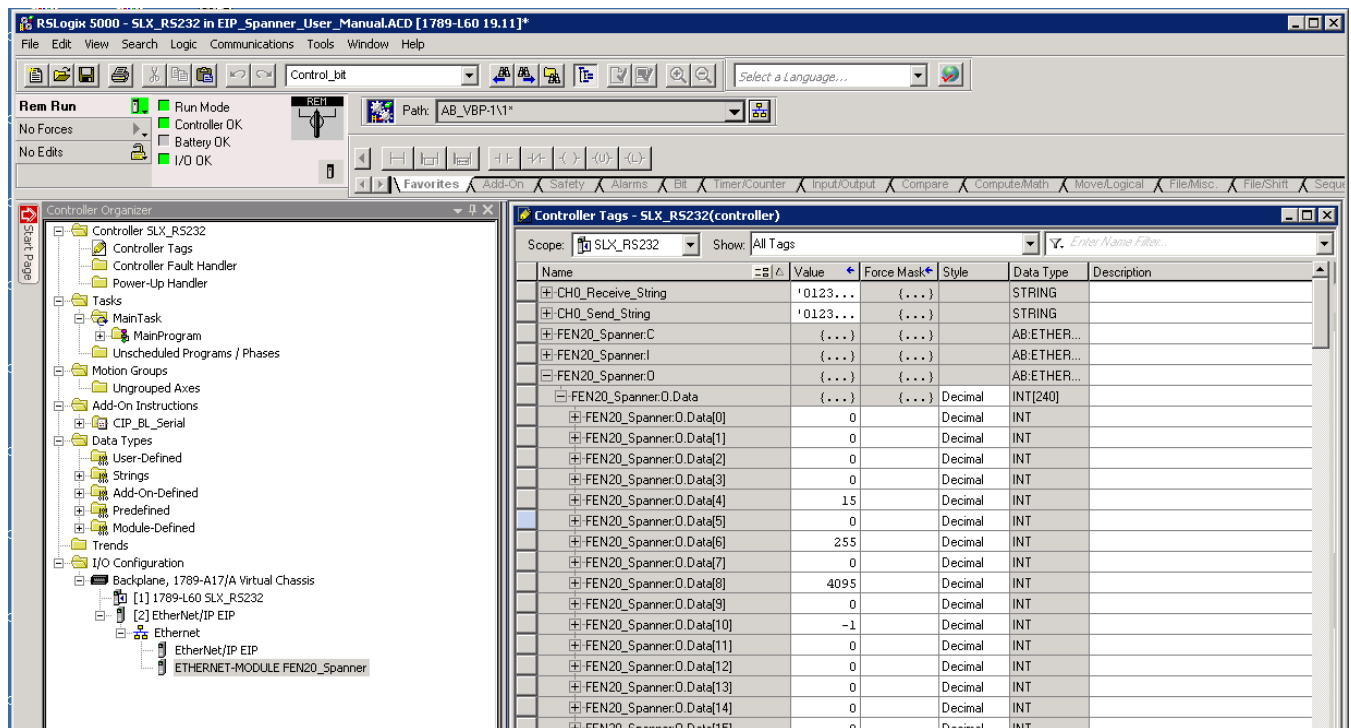 RSLogix 5000 - SLX_RS232 in EIP_Spanner_User_Manual.ACD [1789-L60 19.11]*
File Edit View Search Logic Communications Tools Window Help
Control_bit
Select a Language...
Rem Run
Run Mode
REM
Path: AB_VBP-1\1*
No Forces
Controller OK
Battery OK
No Edits
I/O OK
Favorites Add-On Safety Alarms Bit Timer/Counter Input/Output Compare Compute/Math Move/Logical File/Misc. File/Shift Seque
Start Page
Controller Organizer
Controller SLX_RS232
Controller Tags
Controller Fault Handler
Power-Up Handler
Tasks
MainTask
MainProgram
Unscheduled Programs / Phases
Motion Groups
Ungrouped Axes
Add-On Instructions
CIP_BL_Serial
Data Types
User-Defined
Strings
Add-On-Defined
Predefined
Module-Defined
Trends
I/O Configuration
Backplane, 1789-A17/A Virtual Chassis
[1] 1789-L60 SLX_RS232
[2] EtherNet/IP EIP
Ethernet
EtherNet/IP EIP
ETHERNET-MODULE FEN20_Spanner
Controller Tags - SLX_RS232(controller)
Scope: SLX_RS232 Show: All Tags Enter Name Filter...
Name Value Force Mask Style Data Type Description
CH0_Receive_String '0123... {...} STRING
CH0_Send_String '0123... {...} STRING
FEN20_Spanner:C {...} {...} AB:ETHER...
FEN20_Spanner:I {...} {...} AB:ETHER...
FEN20_Spanner:O {...} {...} AB:ETHER...
FEN20_Spanner:O.Data {...} {...} Decimal INT[240]
FEN20_Spanner:O.Data[0] 0 Decimal INT
FEN20_Spanner:O.Data[1] 0 Decimal INT
FEN20_Spanner:O.Data[2] 0 Decimal INT
FEN20_Spanner:O.Data[3] 0 Decimal INT
FEN20_Spanner:O.Data[4] 15 Decimal INT
FEN20_Spanner:O.Data[5] 0 Decimal INT
FEN20_Spanner:O.Data[6] 255 Decimal INT
FEN20_Spanner:O.Data[7] 0 Decimal INT
FEN20_Spanner:O.Data[8] 4095 Decimal INT
FEN20_Spanner:O.Data[9] 0 Decimal INT
FEN20_Spanner:O.Data[10] -1 Decimal INT
FEN20_Spanner:O.Data[11] 0 Decimal INT
FEN20_Spanner:O.Data[12] 0 Decimal INT
FEN20_Spanner:O.Data[13] 0 Decimal INT
FEN20_Spanner:O.Data[14] 0 Decimal INT
FEN20_Spanner:O.Data[15] 0 Decimal INT